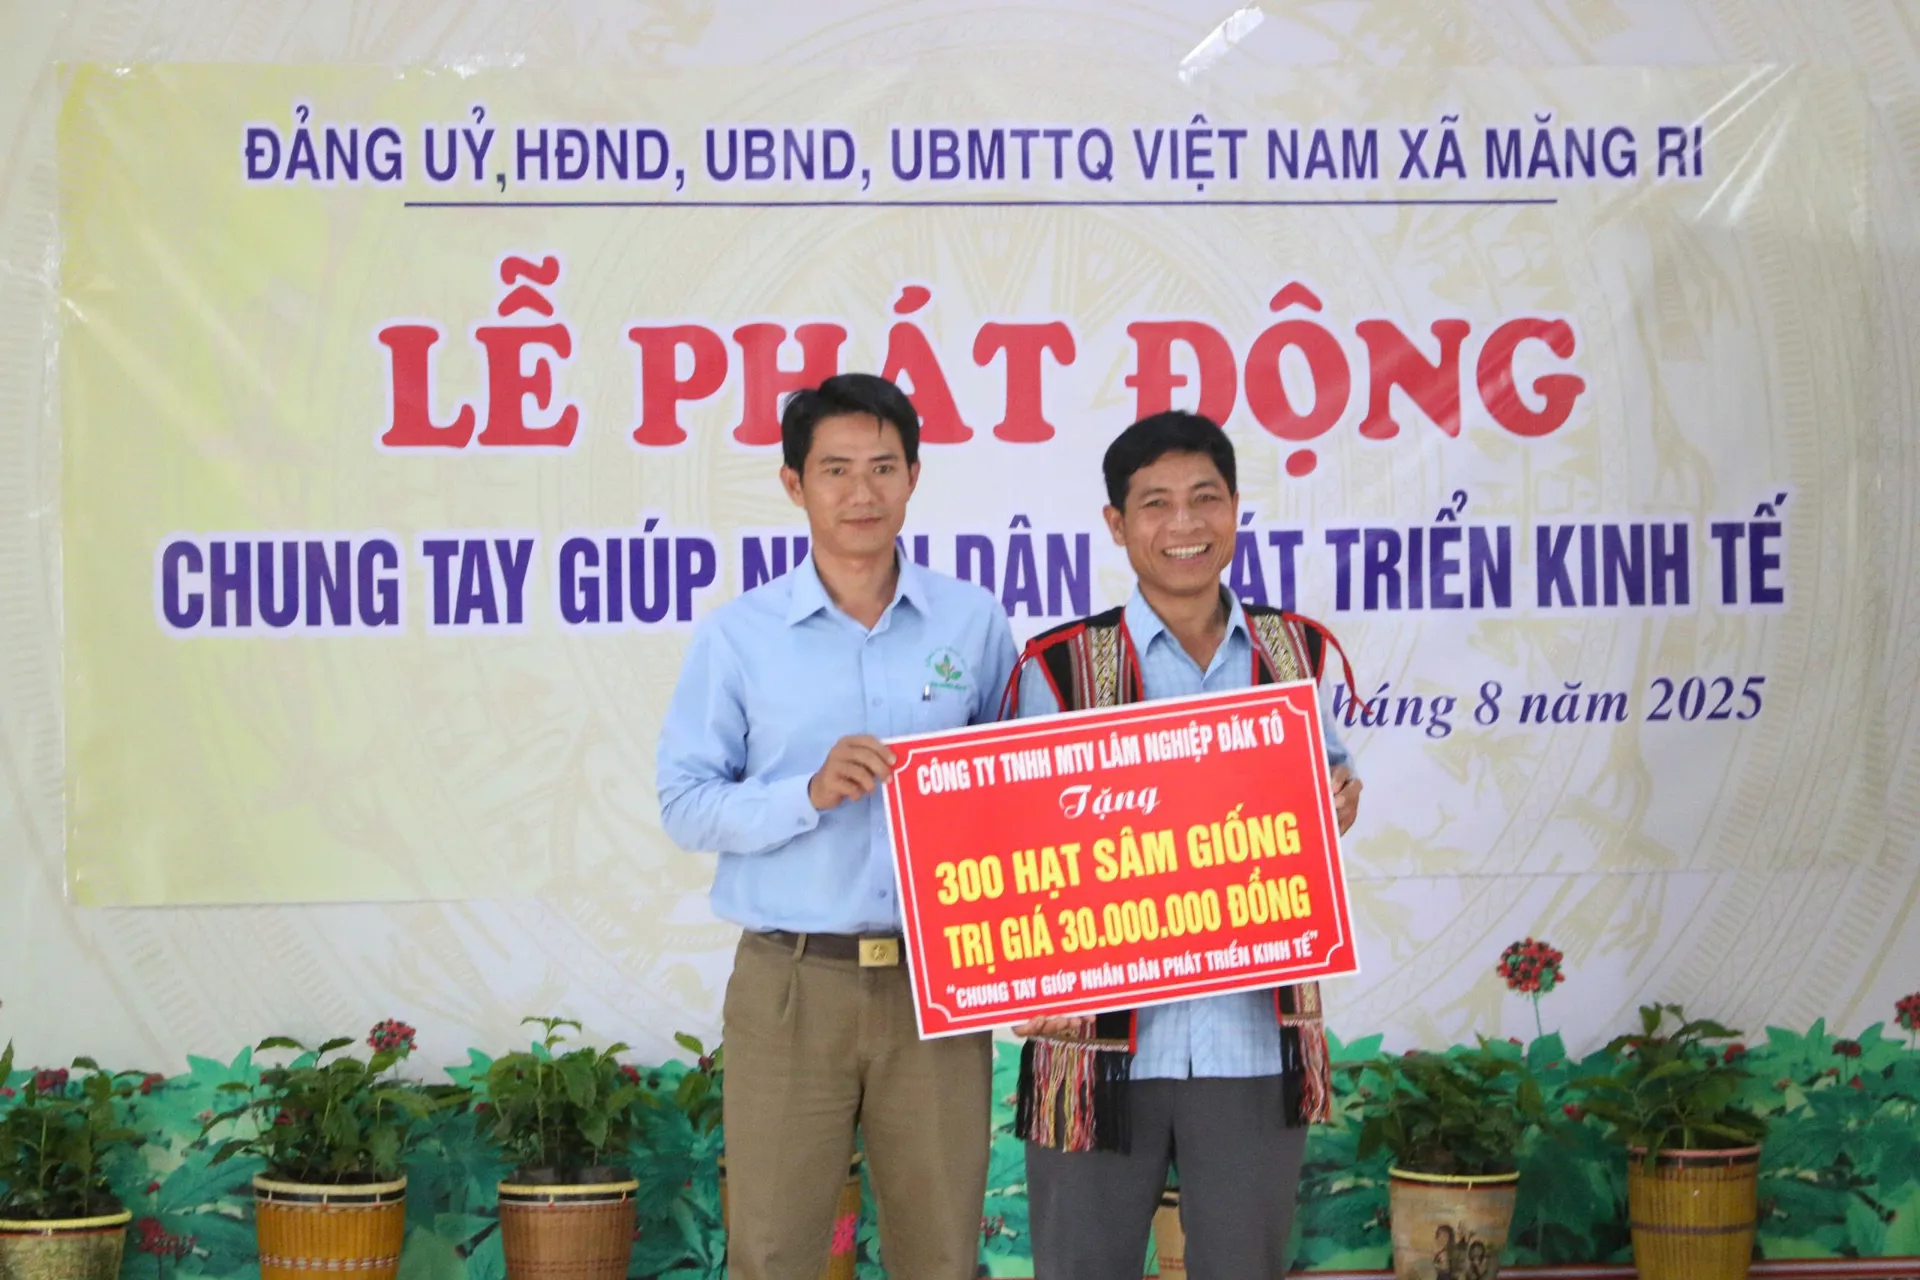 ĐẢNG UỶ, HĐND, UBND, UBMTTQ VIỆT NAM XÃ MĂNG RI
LỄ PHÁT ĐỘNG
CHUNG TAY GIÚP DÂN TRIỂN KINH TẾ
8 năm 2025
CÔNG TY TNHH MTV LÂM NGHIỆP ĐĂK TÔ
Tặng
300 HẠT SÂM GIỐNG
TRỊ GIÁ 30.000.000 ĐỒNG
"CHUNG TAY GIÚP NHÂN DÂN PHÁT TRIỂN KINH TẾ"